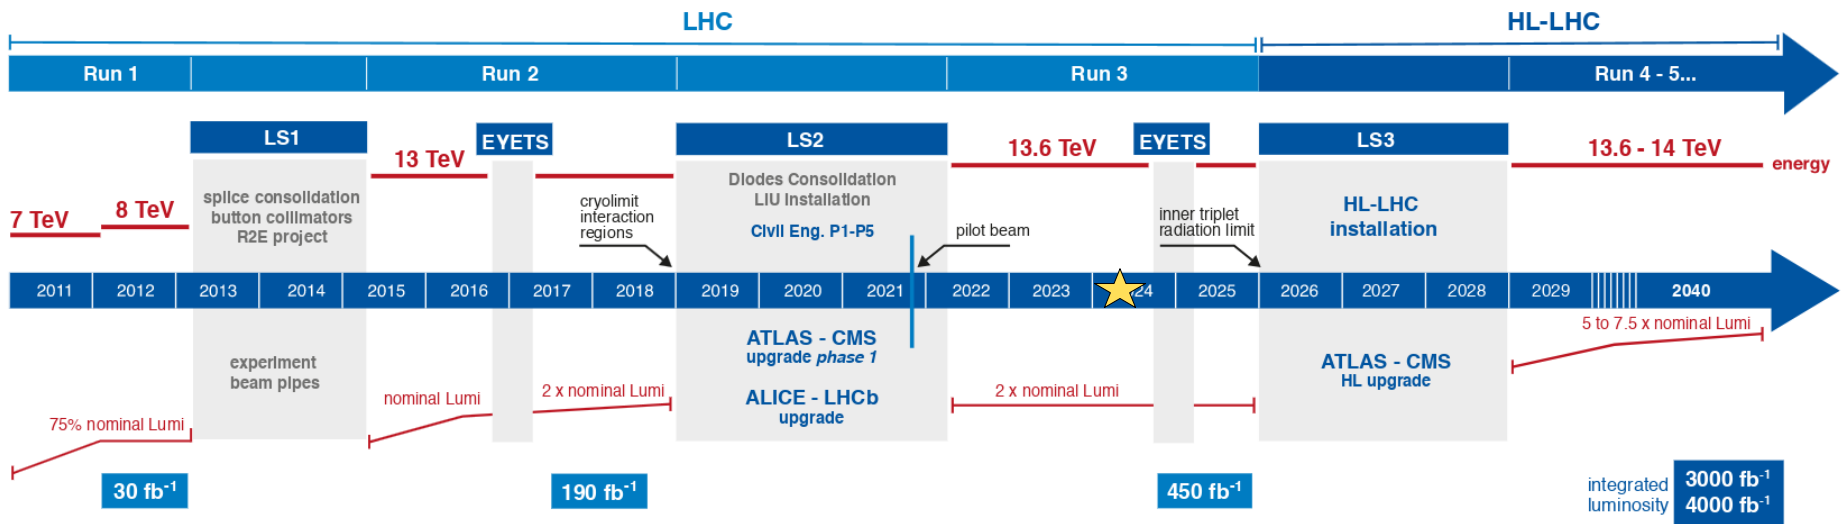 LHC
HL-LHC
Run 1
Run 2
Run 3
Run 4 - 5...
LS1
EYETS
LS2
EYETS
LS3
7 TeV
8 TeV
13 TeV
13.6 TeV
13.6 - 14 TeV
energy
splice consolidation
button collimators
R2E project
cryolimit
interaction
regions
Diodes Consolidation
LIU Installation
Civil Eng. P1-P5
pilot beam
inner triplet
radiation limit
HL-LHC
installation
2011
2012
2013
2014
2015
2016
2017
2018
2019
2020
2021
2022
2023
24
2025
2026
2027
2028
2029
2040
experiment
beam pipes
75% nominal Lumi
nominal Lumi
2 x nominal Lumi
ATLAS - CMS
upgrade phase 1
ALICE - LHCb
upgrade
2 x nominal Lumi
ATLAS - CMS
HL upgrade
5 to 7.5 x nominal Lumi
30 fb⁻¹
190 fb⁻¹
450 fb⁻¹
integrated
luminosity
3000 fb⁻¹
4000 fb⁻¹